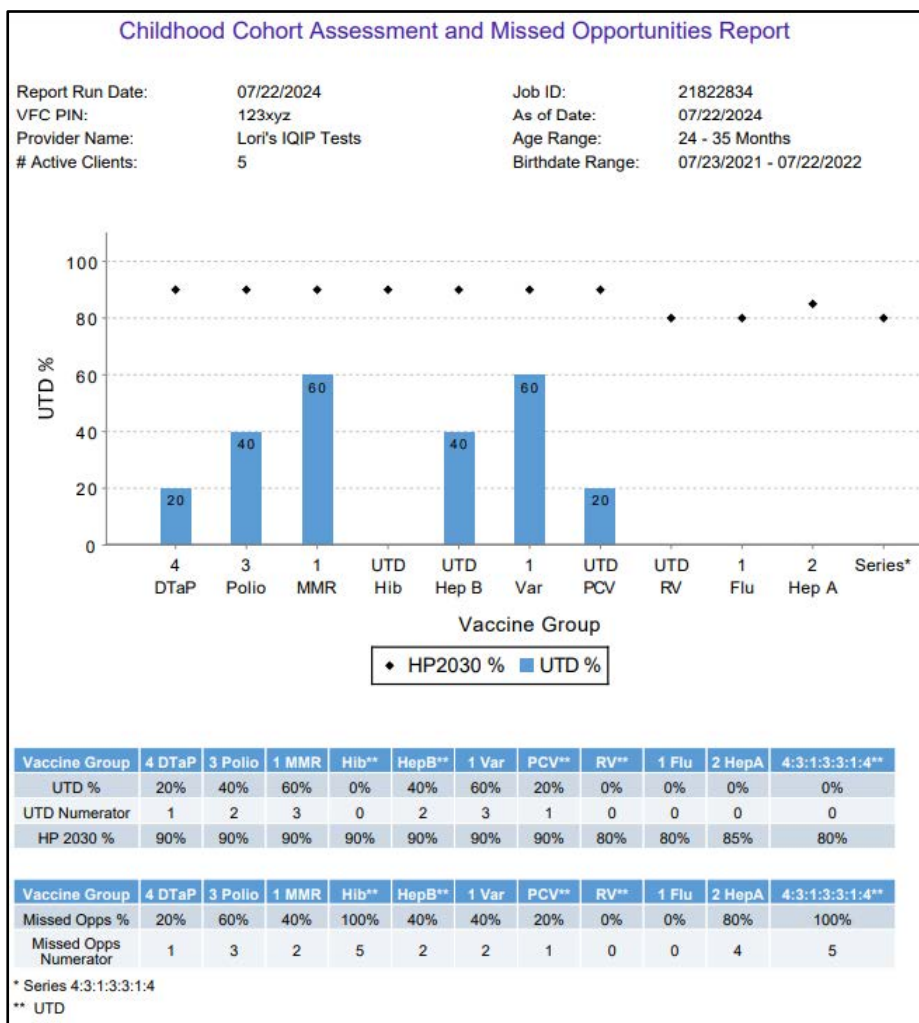 Childhood Cohort Assessment and Missed Opportunities Report
Report Run Date: 07/22/2024 Job ID: 21822834
VFC PIN: 123xyz As of Date: 07/22/2024
Provider Name: Lori's IQIP Tests Age Range: 24 - 35 Months
# Active Clients: 5 Birthdate Range: 07/23/2021 - 07/22/2022
UTD %
100
80
60
40
20
0
20
40
60
40
60
20
4 DTaP
3 Polio
1 MMR
UTD Hib
UTD Hep B
1 Var
UTD PCV
UTD RV
1 Flu
2 Hep A
Series*
Vaccine Group
HP2030 % UTD %
Vaccine Group 4 DTaP 3 Polio 1 MMR Hib** HepB** 1 Var PCV** RV** 1 Flu 2 HepA 4:3:1:3:3:1:4**
UTD % 20% 40% 60% 0% 40% 60% 20% 0% 0% 0% 0%
UTD Numerator 1 2 3 0 2 3 1 0 0 0 0
HP 2030 % 90% 90% 90% 90% 90% 90% 90% 80% 80% 85% 80%
Vaccine Group 4 DTaP 3 Polio 1 MMR Hib** HepB** 1 Var PCV** RV** 1 Flu 2 HepA 4:3:1:3:3:1:4**
Missed Opps % 20% 60% 40% 100% 40% 40% 20% 0% 0% 80% 100%
Missed Opps Numerator 1 3 2 5 2 2 1 0 0 4 5
* Series 4:3:1:3:3:1:4
** UTD